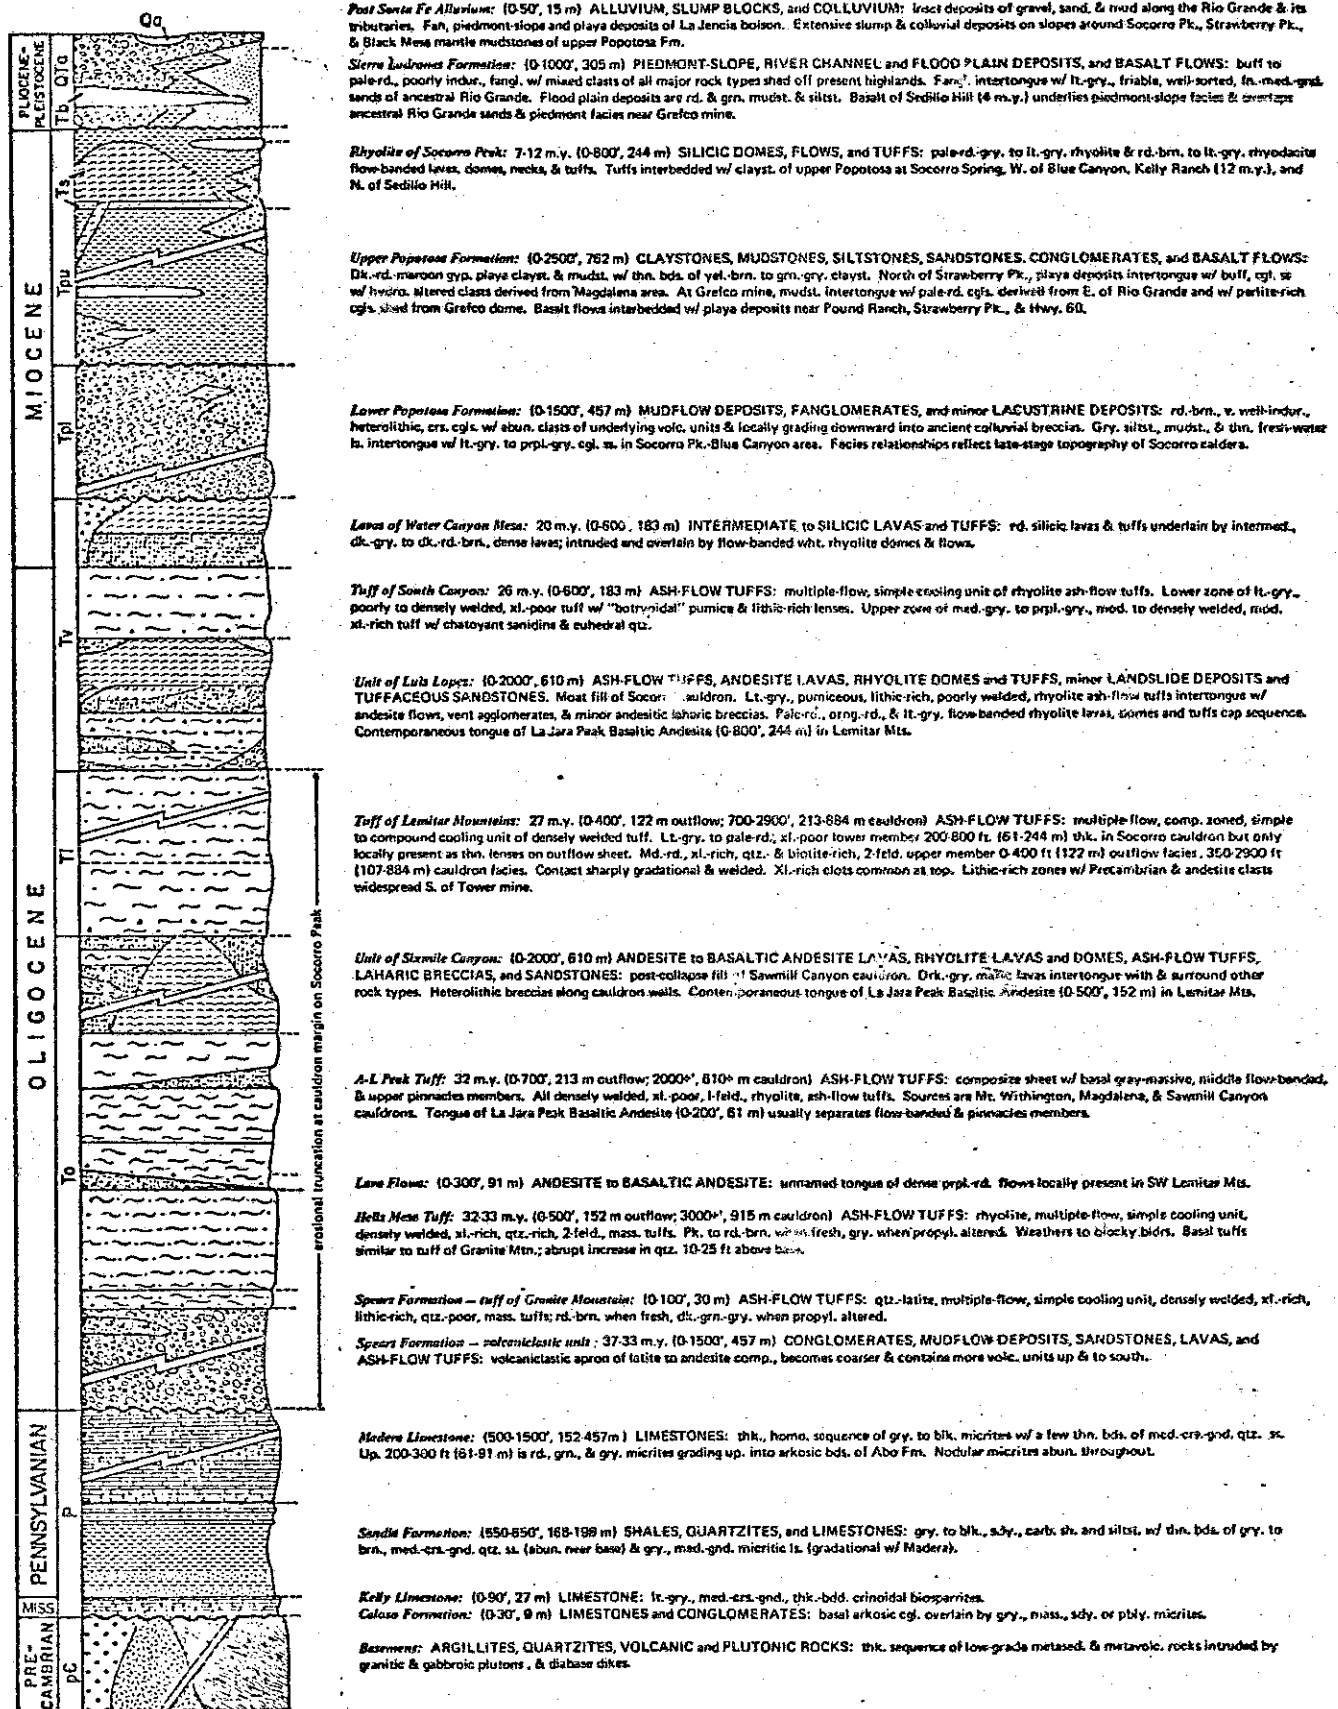 Qa
Post Santa Fe Alluvium: (0-50', 15 m) ALLUVIUM, SLUMP BLOCKS, and COLLUVIUM: Inset deposits of gravel, sand, & mud along the Rio Grande & its
tributaries. Fan, piedmont-slope and playa deposits of La Jencia bolson. Extensive slump & colluvial deposits on slopes around Socorro Pk., Strawberry Pk.,
& Black Mesa mantle mudstones of upper Popotosa Fm.
PLIOCENE-
PLEISTOCENE
QTa
Tb
Sierra Ladrones Formation: (0-1000', 305 m) PIEDMONT-SLOPE, RIVER CHANNEL and FLOOD PLAIN DEPOSITS, and BASALT FLOWS: buff to
pale-rd., poorly indur., fangl. w/ mixed clasts of all major rock types shed off present highlands. Fangl. intertongue w/ lt.-gry., friable, well-sorted, fn.-med.-gnd.
sands of ancestral Rio Grande. Flood plain deposits are rd. & grn. mudst. & siltst. Basalt of Sedillo Hill (4 m.y.) underlies piedmont-slope facies & overlaps
ancestral Rio Grande sands & piedmont facies near Grefco mine.
MIOCENE
Ts
Rhyolite of Socorro Peak: 7-12 m.y. (0-800', 244 m) SILICIC DOMES, FLOWS, and TUFFS: pale-rd.-gry. to lt.-gry. rhyolite & rd.-brn. to lt.-gry. rhyodacite
flow-banded lavas, domes, necks, & tuffs. Tuffs interbedded w/ clayst. of upper Popotosa at Socorro Spring, W. of Blue Canyon, Kelly Ranch (12 m.y.), and
N. of Sedillo Hill.
Tpu
Upper Popotosa Formation: (0-2500', 762 m) CLAYSTONES, MUDSTONES, SILTSTONES, SANDSTONES, CONGLOMERATES, and BASALT FLOWS:
Dk.-rd.-maroon gyp. playa clayst. & mudst. w/ thn. bds. of yel.-brn. to grn.-gry. clayst. North of Strawberry Pk., playa deposits intertongue w/ buff, cgl. ss
w/ hydro. altered clasts derived from Magdalena area. At Grefco mine, mudst. intertongue w/ pale-rd. cgls. derived from E. of Rio Grande and w/ perlite-rich
cgls. shed from Grefco dome. Basalt flows interbedded w/ playa deposits near Pound Ranch, Strawberry Pk., & Hwy. 60.
Tpl
Lower Popotosa Formation: (0-1500', 457 m) MUDFLOW DEPOSITS, FANGLOMERATES, and minor LACUSTRINE DEPOSITS: rd.-brn., v. well-indur.,
heterolithic, crs. cgls. w/ abun. clasts of underlying volc. units & locally grading downward into ancient colluvial breccias. Gry. siltst., mudst., & thn. fresh-water
ls. intertongue w/ lt.-gry. to prpl.-gry. cgl. ss. in Socorro Pk.-Blue Canyon area. Facies relationships reflect late-stage topography of Socorro caldera.
Lavas of Water Canyon Mesa: 20 m.y. (0-600', 183 m) INTERMEDIATE to SILICIC LAVAS and TUFFS: rd. silicic lavas & tuffs underlain by intermed.,
dk.-gry. to dk.-rd.-brn., dense lavas; intruded and overlain by flow-banded wht. rhyolite domes & flows.
OLIGOCENE
Tv
Tuff of South Canyon: 26 m.y. (0-600', 183 m) ASH-FLOW TUFFS: multiple-flow, simple cooling unit of rhyolite ash-flow tuffs. Lower zone of lt.-gry.,
poorly to densely welded, xl.-poor tuff w/ "botryoidal" pumice & lithic-rich lenses. Upper zone of med.-gry. to prpl.-gry., mod. to densely welded, mod.
xl.-rich tuff w/ chatoyant sanidine & euhedral qtz.
Unit of Luis Lopez: (0-2000', 610 m) ASH-FLOW TUFFS, ANDESITE LAVAS, RHYOLITE DOMES and TUFFS, minor LANDSLIDE DEPOSITS and
TUFFACEOUS SANDSTONES. Moat fill of Socorro cauldron. Lt.-gry., pumiceous, lithic-rich, poorly welded, rhyolite ash-flow tuffs intertongue w/
andesite flows, vent agglomerates, & minor andesitic laharic breccias. Pale-rd., orng.-rd., & lt.-gry. flow-banded rhyolite lavas, domes and tuffs cap sequence.
Contemporaneous tongue of La Jara Peak Basaltic Andesite (0-800', 244 m) in Lemitar Mts.
Tl
Tuff of Lemitar Mountains: 27 m.y. (0-400', 122 m outflow; 700-2900', 213-884 m cauldron) ASH-FLOW TUFFS: multiple flow, comp. zoned, simple
to compound cooling unit of densely welded tuff. Lt.-gry. to pale-rd., xl.-poor lower member 200-800 ft. (61-244 m) thk. in Socorro cauldron but only
locally present as thn. lenses on outflow sheet. Md.-rd., xl.-rich, qtz.- & biotite-rich, 2-feld. upper member 0-400 ft (122 m) outflow facies, 350-2900 ft
(107-884 m) cauldron facies. Contact sharply gradational & welded. Xl.-rich clots common at top. Lithic-rich zones w/ Precambrian & andesite clasts
widespread S. of Tower mine.
erosional truncation at cauldron margin on Socorro Peak
Unit of Sixmile Canyon: (0-2000', 610 m) ANDESITE to BASALTIC ANDESITE LAVAS, RHYOLITE LAVAS and DOMES, ASH-FLOW TUFFS,
LAHARIC BRECCIAS, and SANDSTONES: post-collapse fill of Sawmill Canyon cauldron. Drk.-gry. mafic lavas intertongue with & surround other
rock types. Heterolithic breccias along cauldron walls. Contemporaneous tongue of La Jara Peak Basaltic Andesite (0-500', 152 m) in Lemitar Mts.
To
A-L Peak Tuff: 32 m.y. (0-700', 213 m outflow; 2000+', 610+ m cauldron) ASH-FLOW TUFFS: composite sheet w/ basal gray-massive, middle flow-banded,
& upper pinnacles members. All densely welded, xl.-poor, l-feld., rhyolite, ash-flow tuffs. Sources are Mt. Withington, Magdalena, & Sawmill Canyon
cauldrons. Tongue of La Jara Peak Basaltic Andesite (0-200', 61 m) usually separates flow-banded & pinnacles members.
Lava Flows: (0-300', 91 m) ANDESITE to BASALTIC ANDESITE: unnamed tongue of dense prpl.-rd. flows locally present in SW Lemitar Mts.
Hells Mesa Tuff: 32-33 m.y. (0-500', 152 m outflow; 3000+', 915 m cauldron) ASH-FLOW TUFFS: rhyolite, multiple-flow, simple cooling unit,
densely welded, xl.-rich, qtz.-rich, 2-feld., mass. tuffs. Pk. to rd.-brn. when fresh, gry. when propyl. altered. Weathers to blocky bldrs. Basal tuffs
similar to tuff of Granite Mtn.; abrupt increase in qtz. 10-25 ft above base.
Spears Formation — tuff of Granite Mountain: (0-100', 30 m) ASH-FLOW TUFFS: qtz.-latite, multiple-flow, simple cooling unit, densely welded, xl.-rich,
lithic-rich, qtz.-poor, mass. tuffs; rd.-brn. when fresh, dk.-grn.-gry. when propyl. altered.
Spears Formation — volcaniclastic unit: 37-33 m.y. (0-1500', 457 m) CONGLOMERATES, MUDFLOW DEPOSITS, SANDSTONES, LAVAS, and
ASH-FLOW TUFFS: volcaniclastic apron of latite to andesite comp., becomes coarser & contains more volc. units up & to south.
PENNSYLVANIAN
P
Madera Limestone: (500-1500', 152-457m) LIMESTONES: thk., homo. sequence of gry. to blk. micrites w/ a few thn. bds. of med.-crs.-gnd. qtz. ss.
Up. 200-300 ft (61-91 m) is rd., grn., & gry. micrites grading up. into arkosic bds. of Abo Fm. Nodular micrites abun. throughout.
Sandia Formation: (550-650', 168-198 m) SHALES, QUARTZITES, and LIMESTONES: gry. to blk., sdy., carb. sh. and siltst. w/ thn. bds. of gry. to
brn., med.-crs.-gnd. qtz. ss. (abun. near base) & gry., med.-gnd. micritic ls. (gradational w/ Madera).
MISS
Kelly Limestone: (0-90', 27 m) LIMESTONE: lt.-gry., med.-crs.-gnd., thk.-bdd. crinoidal biosparites.
Caloso Formation: (0-30', 9 m) LIMESTONES and CONGLOMERATES: basal arkosic cgl. overlain by gry., mass., sdy. or pbly. micrites.
PRE-
CAMBRIAN
pC
Basement: ARGILLITES, QUARTZITES, VOLCANIC and PLUTONIC ROCKS: thk. sequence of low-grade metased. & metavolc. rocks intruded by
granitic & gabbroic plutons, & diabase dikes.